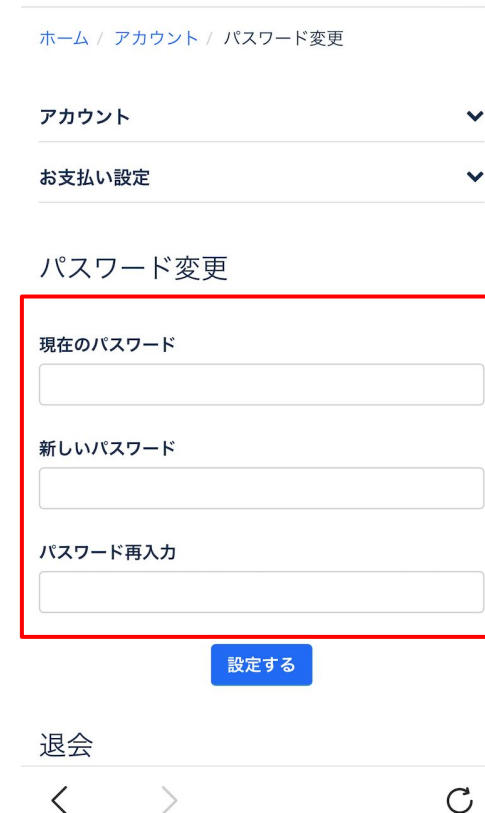 ホーム / アカウント / パスワード変更
アカウント
お支払い設定
パスワード変更
現在のパスワード
新しいパスワード
パスワード再入力
設定する
退会